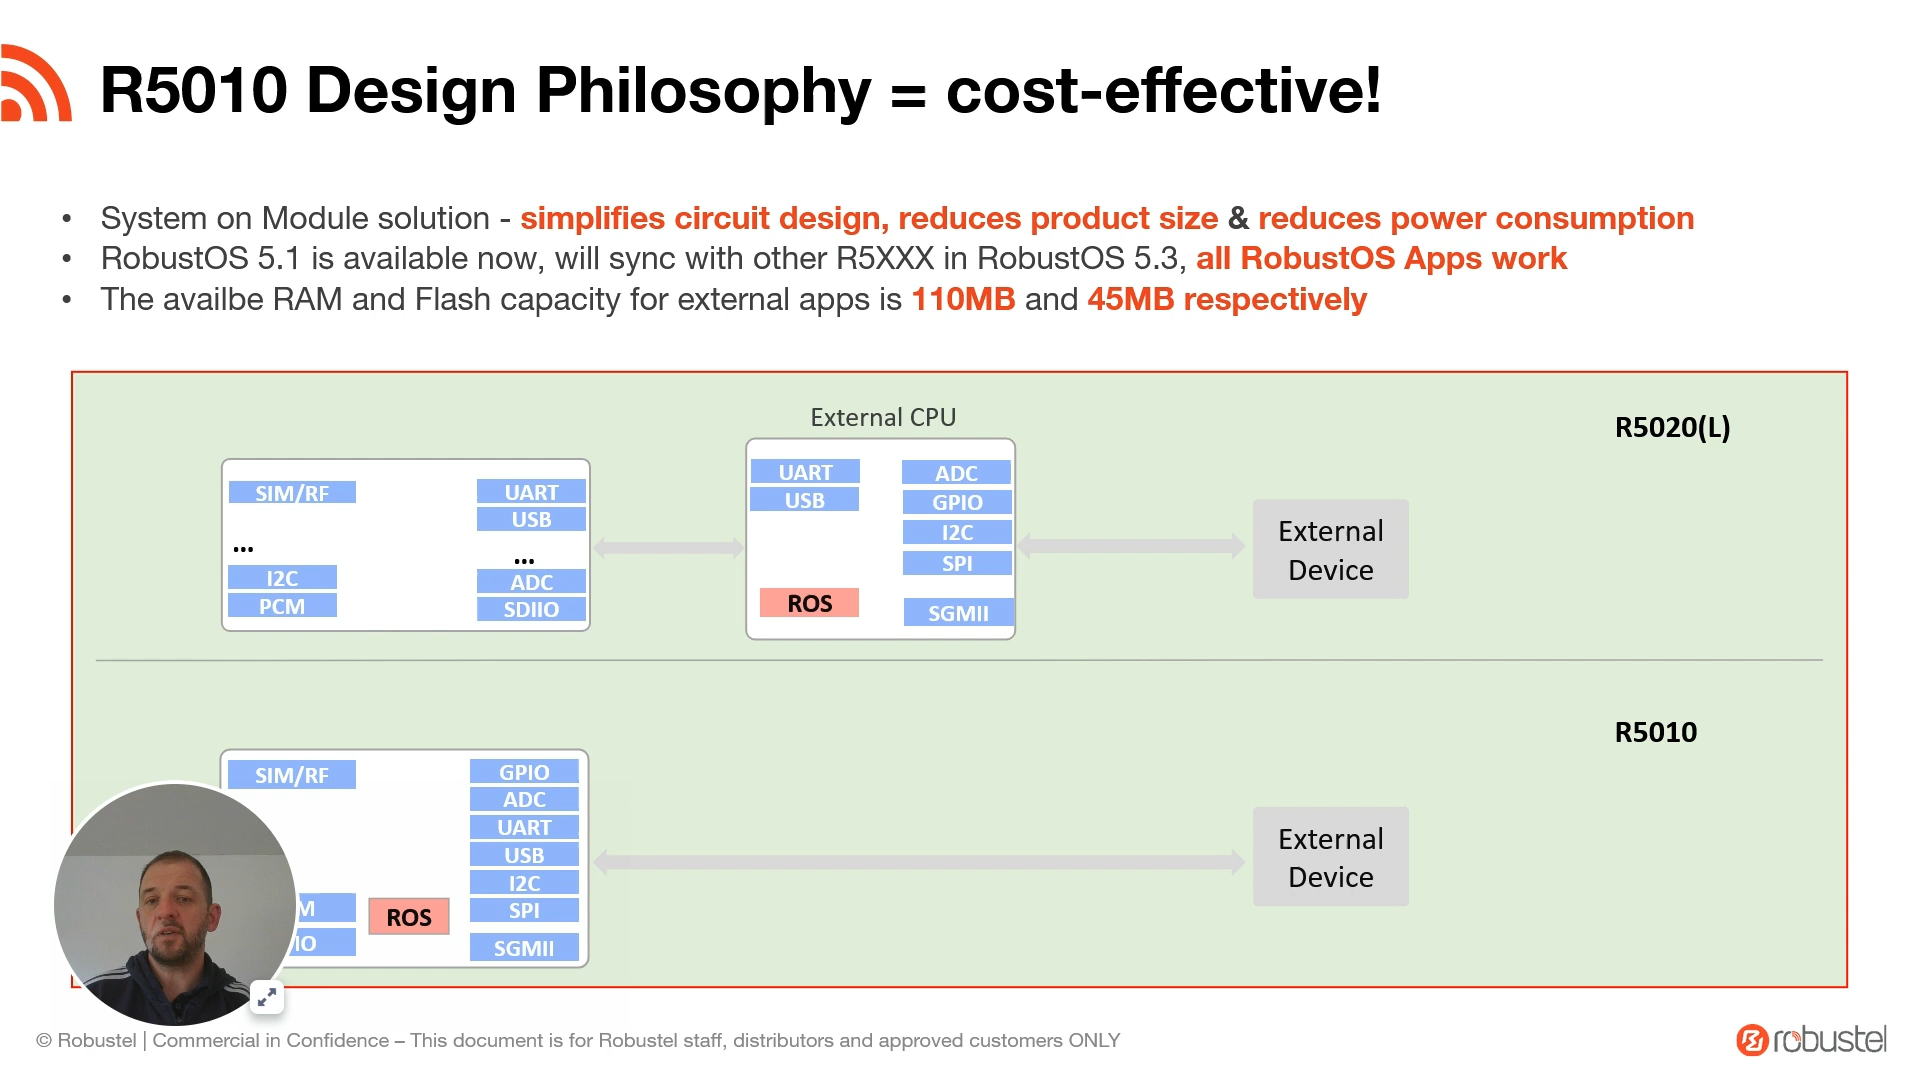 R5010 Design Philosophy = cost-effective!
• System on Module solution - simplifies circuit design, reduces product size & reduces power consumption
• RobustOS 5.1 is available now, will sync with other R5XXX in RobustOS 5.3, all RobustOS Apps work
• The availbe RAM and Flash capacity for external apps is 110MB and 45MB respectively
External CPU
R5020(L)
SIM/RF
...
I2C
PCM
UART
USB
...
ADC
SDIIO
UART
USB
ROS
ADC
GPIO
I2C
SPI
SGMII
External
Device
R5010
SIM/RF
M
IO
ROS
GPIO
ADC
UART
USB
I2C
SPI
SGMII
External
Device
© Robustel | Commercial in Confidence – This document is for Robustel staff, distributors and approved customers ONLY
robustel